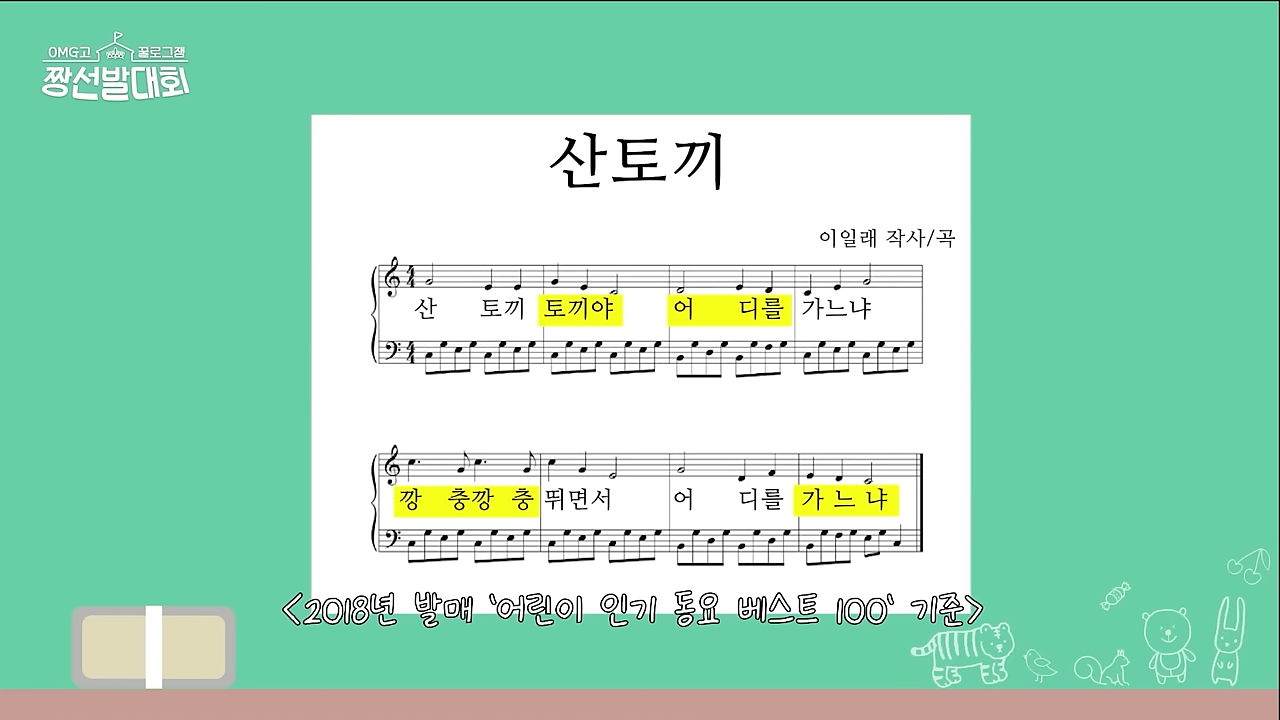 OMG고 꿀로그잼
짱선발대회
산토끼
이일래 작사/곡
산 토끼 토끼야 어 디를 가느냐
깡 충깡 충 뛰면서 어 디를 가 느 냐
<2018년 발매 '어린이 인기 동요 베스트 100' 기준>